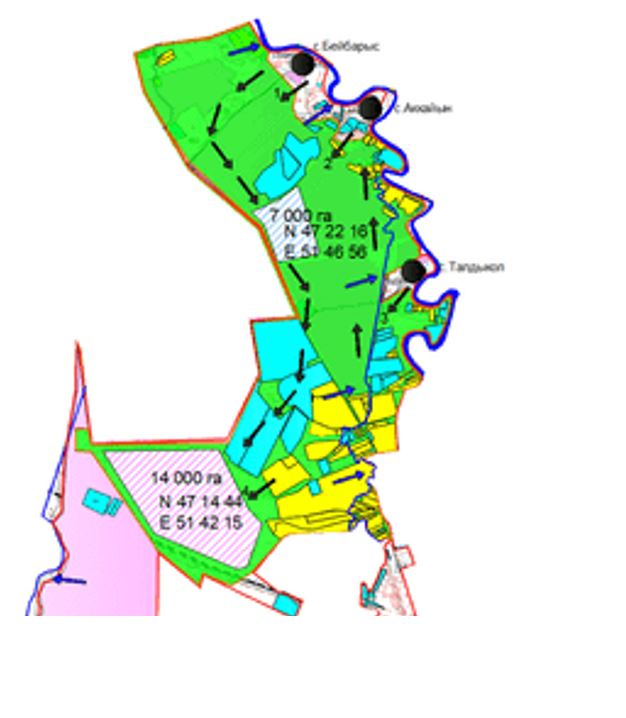 с. Бейбарыс
1
с. Аккайын
2
7 000 га
N 47 22 16
E 51 46 56
с. Талдыкол
3
14 000 га
4
N 47 14 44
E 51 42 15